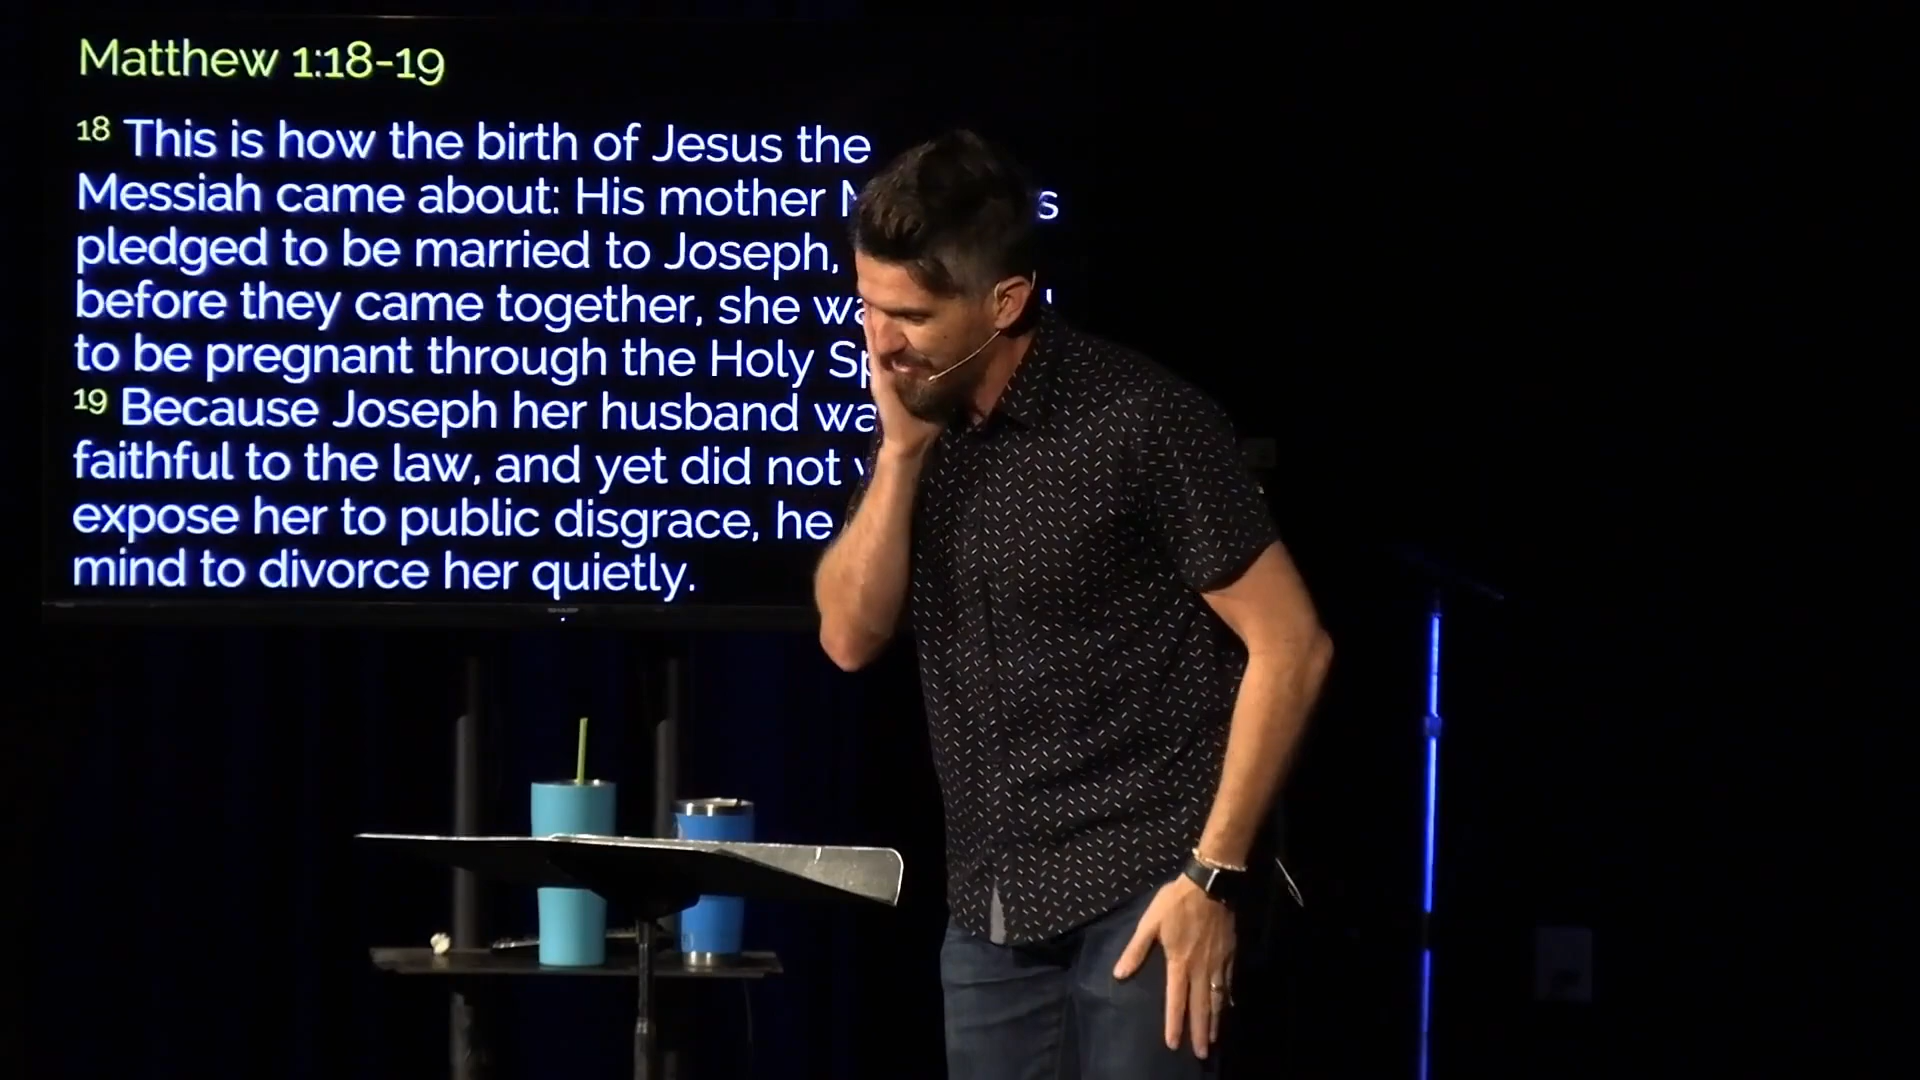 Matthew 1:18-19
18 This is how the birth of Jesus the
Messiah came about: His mother
pledged to be married to Joseph,
before they came together, she
to be pregnant through the Holy
19 Because Joseph her husband
faithful to the law, and yet did not
expose her to public disgrace, he
mind to divorce her quietly.